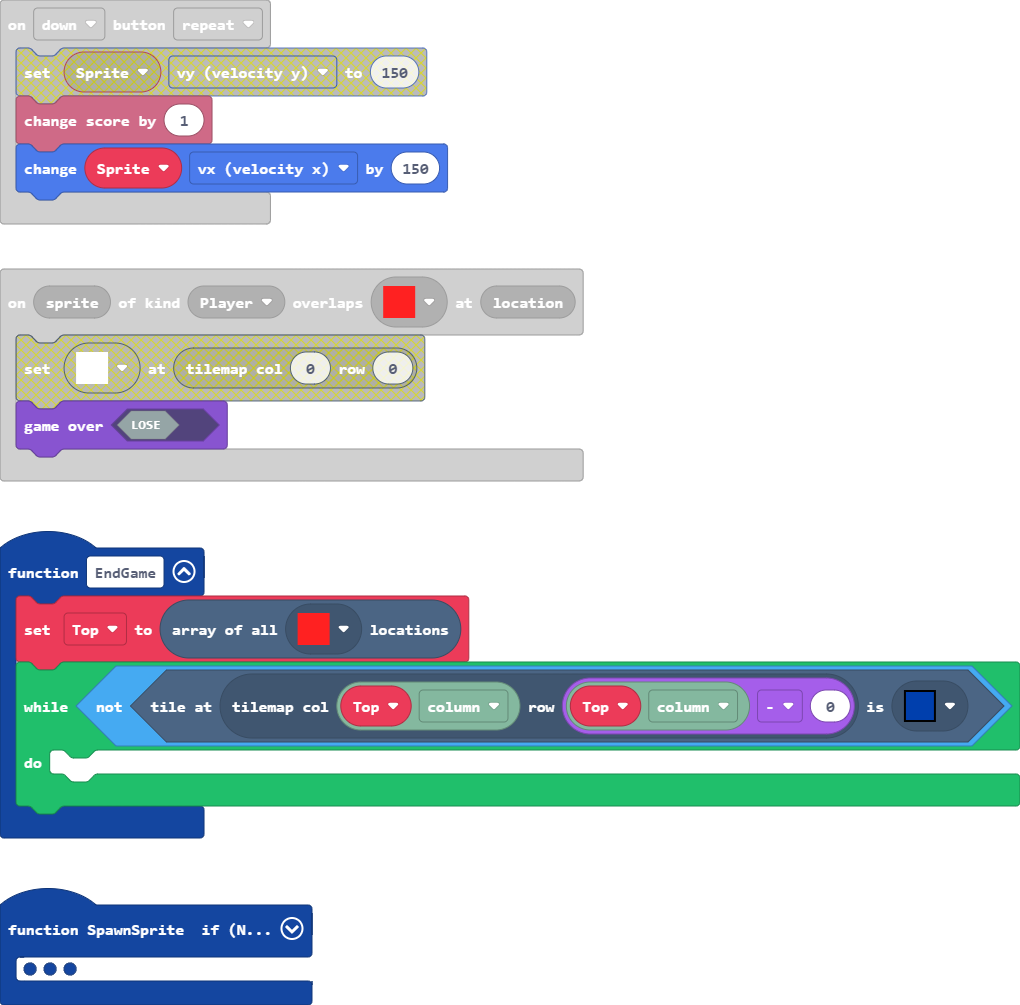 on down button repeat
set Sprite vy (velocity y) to 150
change score by 1
change Sprite vx (velocity x) by 150
on sprite of kind Player overlaps at location
set at tilemap col 0 row 0
game over LOSE
function EndGame
set Top to array of all locations
while not tile at tilemap col Top column row Top column - 0 is
do
function SpawnSprite if (N...